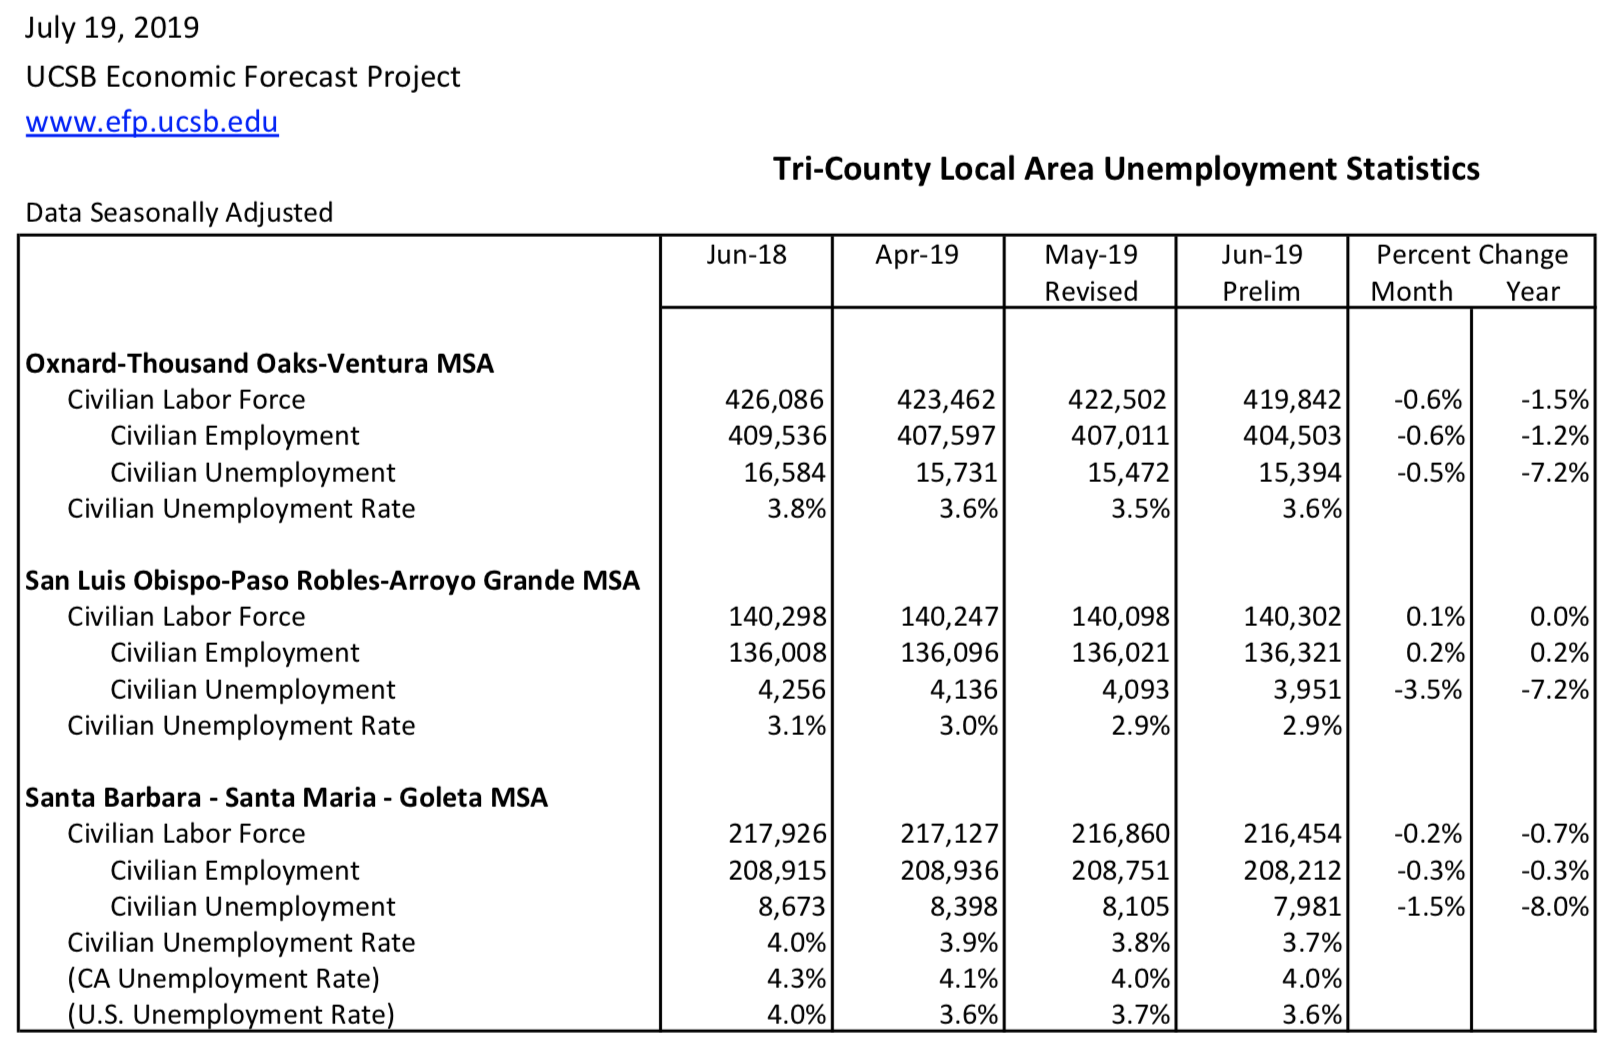 July 19, 2019
UCSB Economic Forecast Project
www.efp.ucsb.edu
Tri-County Local Area Unemployment Statistics
Data Seasonally Adjusted
Jun-18 Apr-19 May-19 Jun-19 Percent Change
Revised Prelim Month Year
Oxnard-Thousand Oaks-Ventura MSA
Civilian Labor Force 426,086 423,462 422,502 419,842 -0.6% -1.5%
Civilian Employment 409,536 407,597 407,011 404,503 -0.6% -1.2%
Civilian Unemployment 16,584 15,731 15,472 15,394 -0.5% -7.2%
Civilian Unemployment Rate 3.8% 3.6% 3.5% 3.6%
San Luis Obispo-Paso Robles-Arroyo Grande MSA
Civilian Labor Force 140,298 140,247 140,098 140,302 0.1% 0.0%
Civilian Employment 136,008 136,096 136,021 136,321 0.2% 0.2%
Civilian Unemployment 4,256 4,136 4,093 3,951 -3.5% -7.2%
Civilian Unemployment Rate 3.1% 3.0% 2.9% 2.9%
Santa Barbara - Santa Maria - Goleta MSA
Civilian Labor Force 217,926 217,127 216,860 216,454 -0.2% -0.7%
Civilian Employment 208,915 208,936 208,751 208,212 -0.3% -0.3%
Civilian Unemployment 8,673 8,398 8,105 7,981 -1.5% -8.0%
Civilian Unemployment Rate 4.0% 3.9% 3.8% 3.7%
(CA Unemployment Rate) 4.3% 4.1% 4.0% 4.0%
(U.S. Unemployment Rate) 4.0% 3.6% 3.7% 3.6%